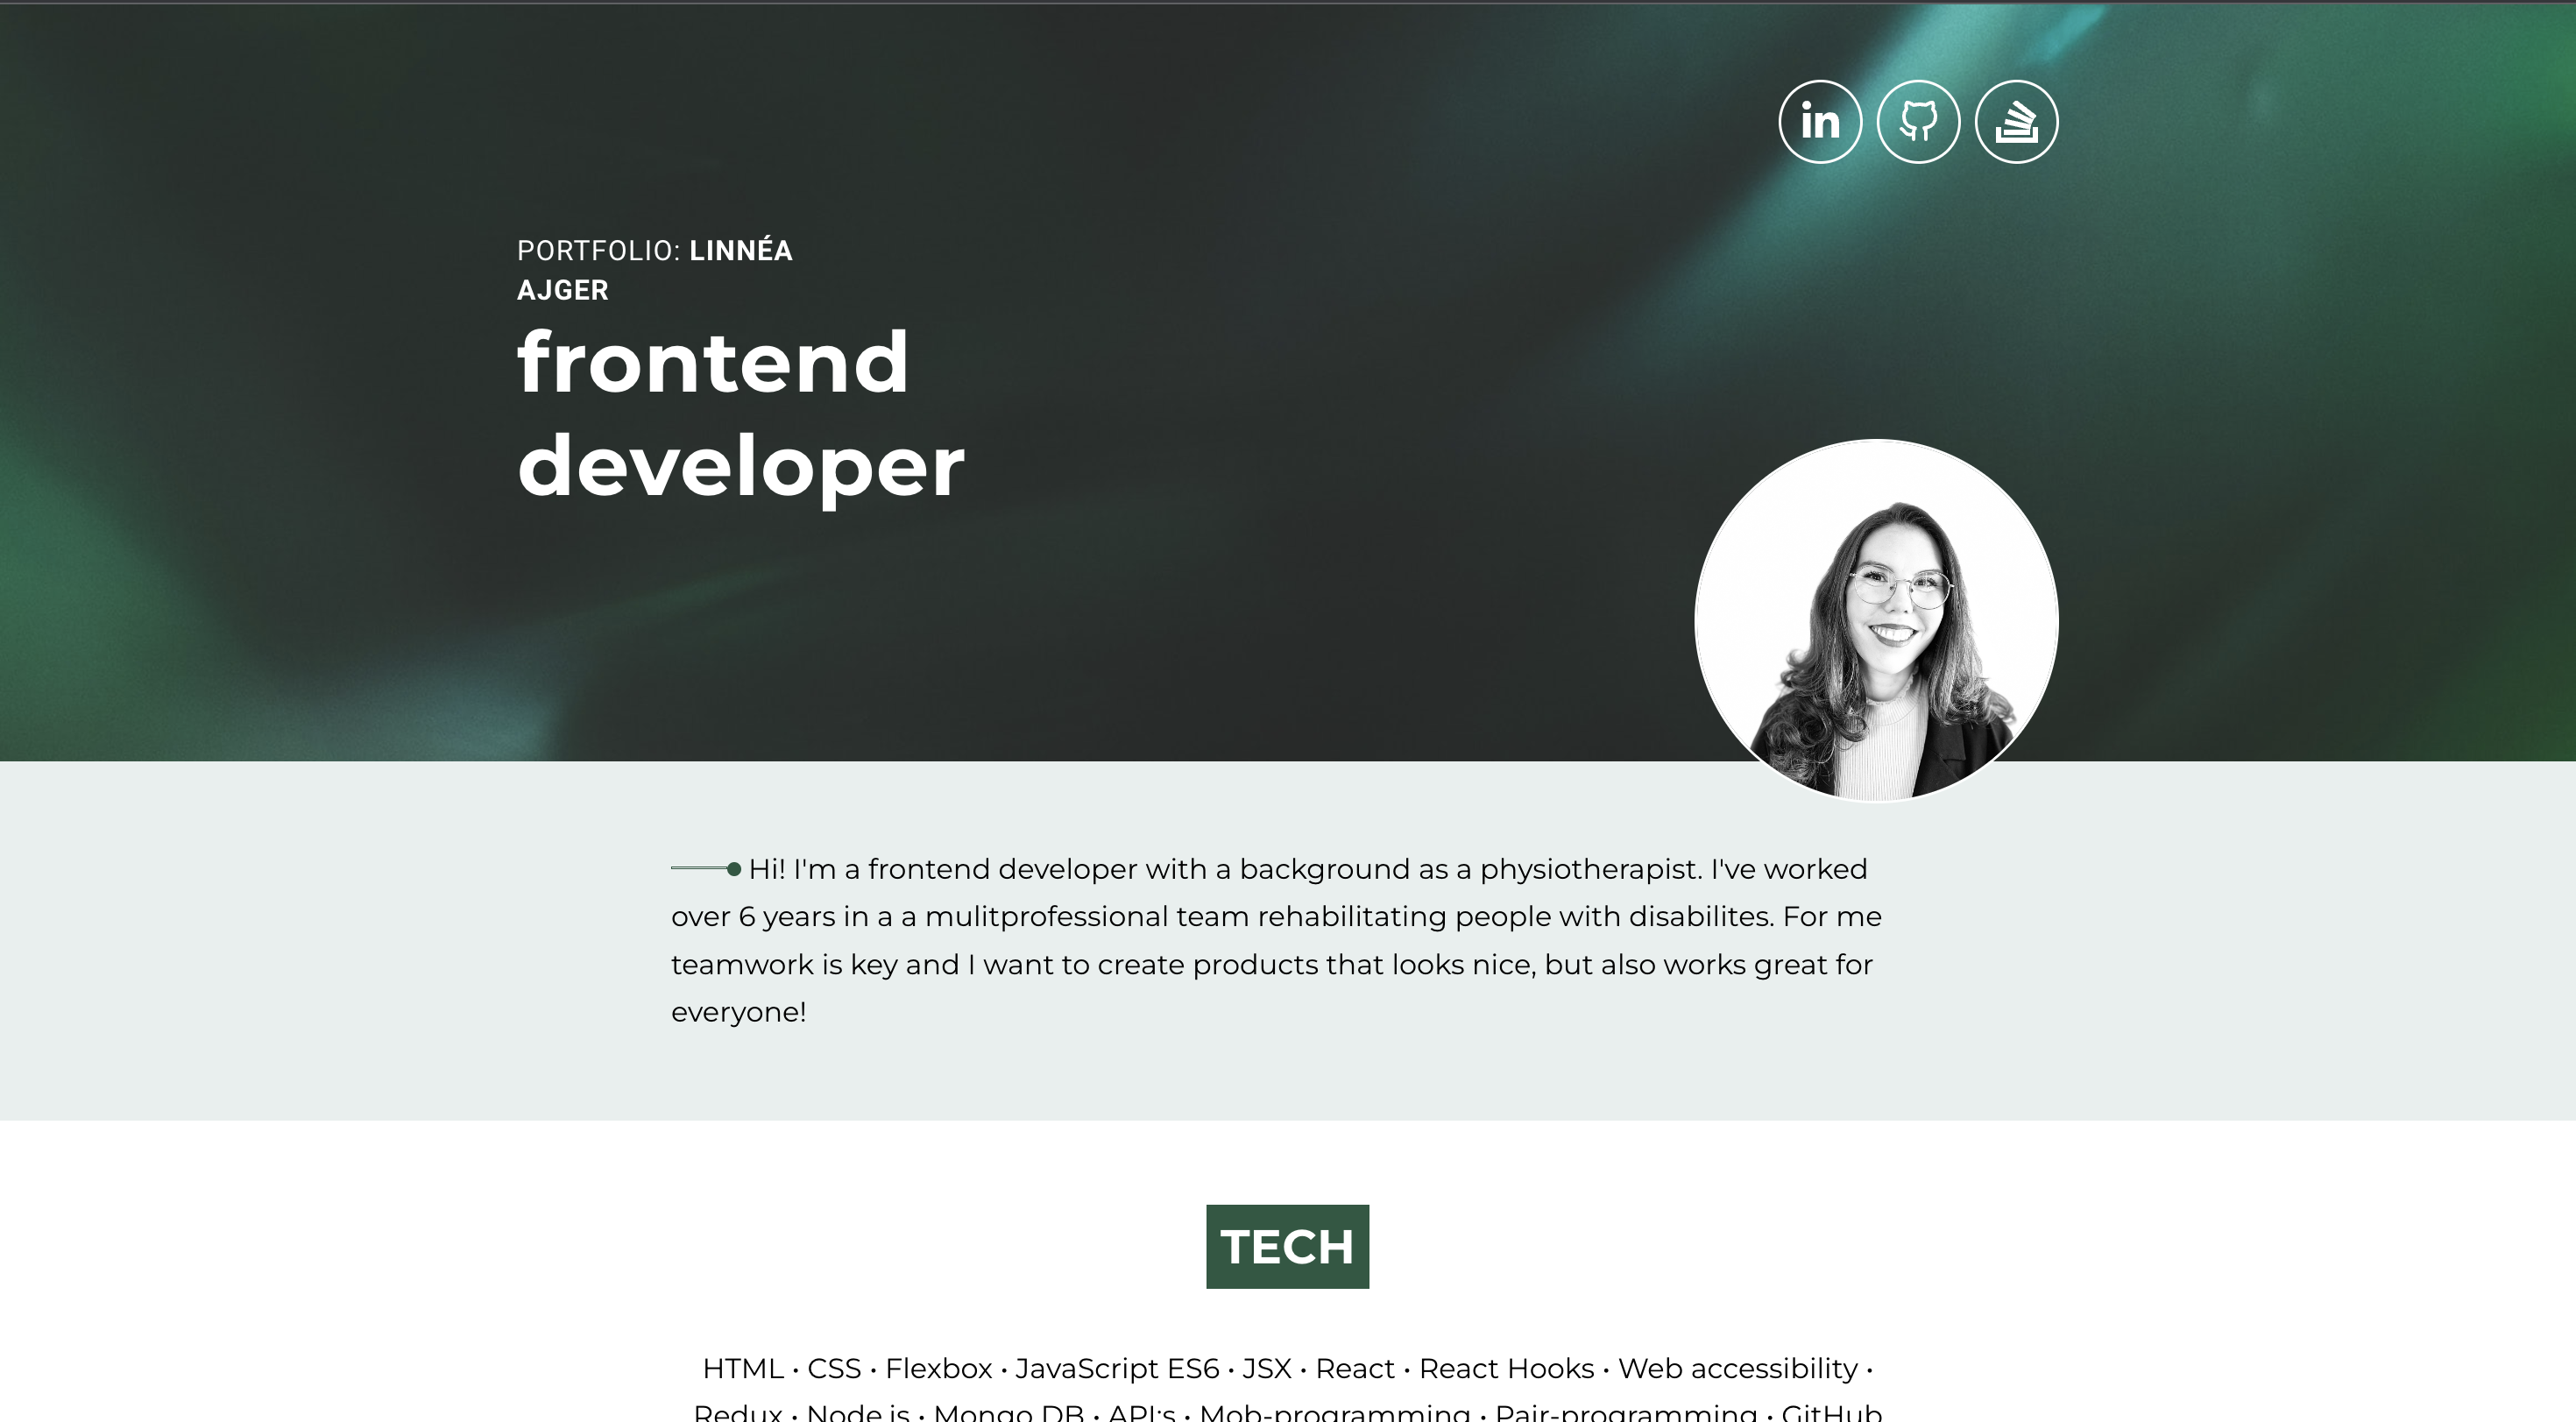 in
PORTFOLIO: LINNÉA
AJGER
frontend
developer
Hi! I'm a frontend developer with a background as a physiotherapist. I've worked
over 6 years in a a mulitprofessional team rehabilitating people with disabilites. For me
teamwork is key and I want to create products that looks nice, but also works great for
everyone!
TECH
HTML • CSS • Flexbox • JavaScript ES6 • JSX • React • React Hooks • Web accessibility •
Redux • Node.js • Mongo DB • API:s • Mob-programming • Pair-programming • GitHub